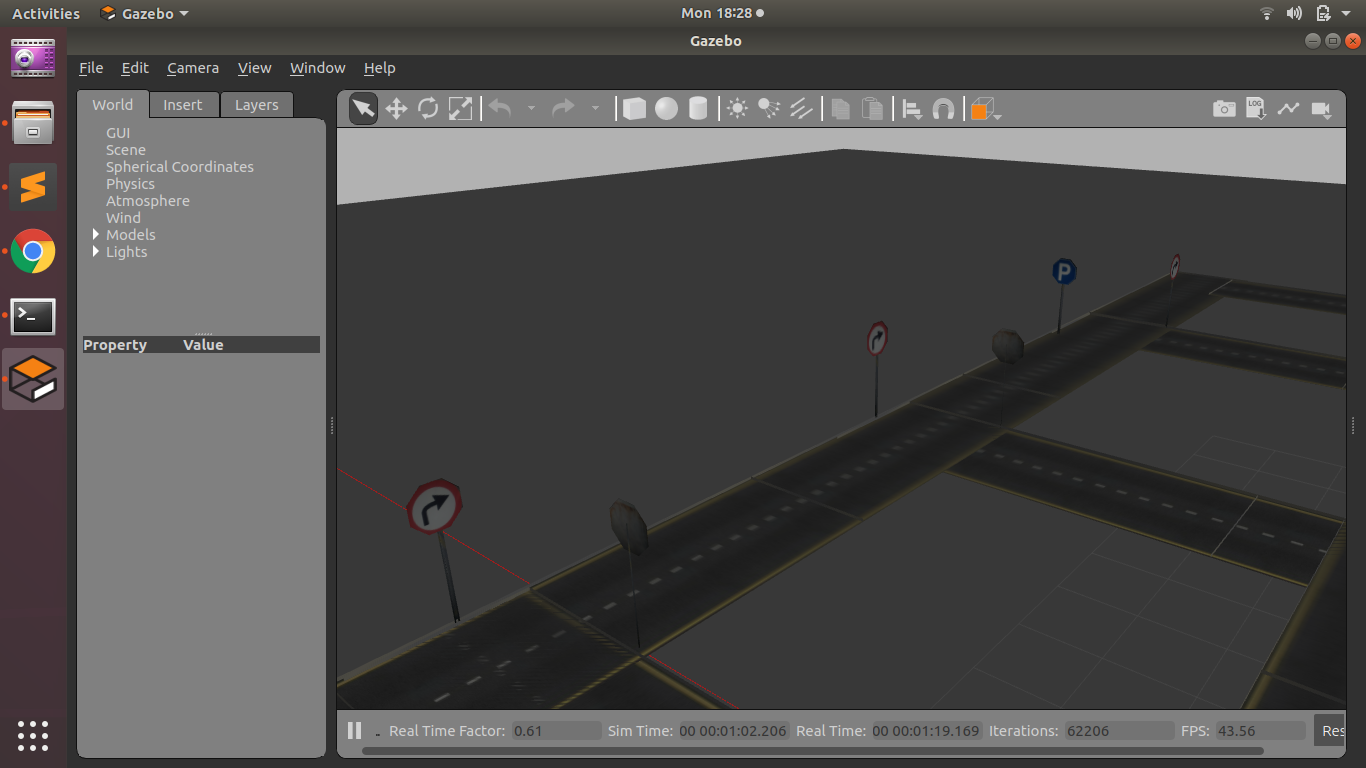 Activities Gazebo Mon 18:28
Gazebo
File Edit Camera View Window Help
World Insert Layers
LOG
GUI
Scene
Spherical Coordinates
Physics
Atmosphere
Wind
Models
Lights
Property Value
P
Real Time Factor: 0.61 Sim Time: 00 00:01:02.206 Real Time: 00 00:01:19.169 Iterations: 62206 FPS: 43.56 Res